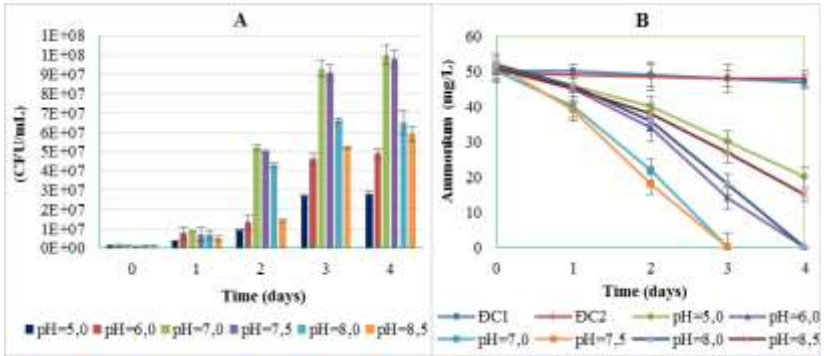 A
(CFU/mL)
1E+08
1E+08
9E+07
8E+07
7E+07
6E+07
5E+07
4E+07
3E+07
2E+07
1E+07
0E+00
0 1 2 3 4
Time (days)
pH=5,0 pH=6,0 pH=7,0 pH=7,5 pH=8,0 pH=8,5
B
Ammonium (mg/L)
60
50
40
30
20
10
0
0 1 2 3 4
Time (days)
ĐC1 ĐC2 pH=5,0 pH=6,0
pH=7,0 pH=7,5 pH=8,0 pH=8,5